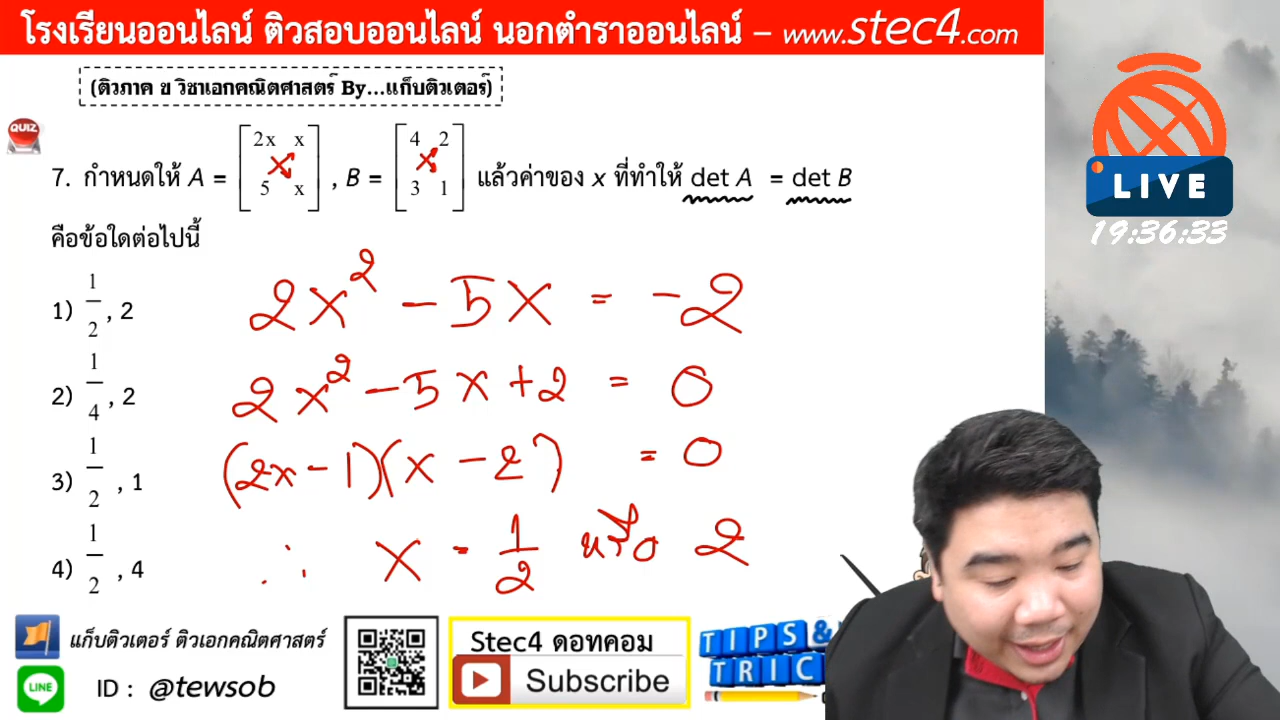 โรงเรียนออนไลน์ ติวสอบออนไลน์ นอกตำราออนไลน์ – www.stec4.com
(ติวภาค ข วิชาเอกคณิตศาสตร์ By...แก็บติวเตอร์)
QUIZ
7. กำหนดให้ A = [2x x; 5 x] , B = [4 2; 3 1] แล้วค่าของ x ที่ทำให้ det A = det B
คือข้อใดต่อไปนี้
1) 1/2 , 2
2) 1/4 , 2
3) 1/2 , 1
4) 1/2 , 4
2x² - 5x = -2
2x² - 5x + 2 = 0
(2x - 1)(x - 2) = 0
∴ x = 1/2 หรือ 2
LIVE
19:36:33
แก็บติวเตอร์ ติวเอกคณิตศาสตร์
LINE
ID : @tewsob
Stec4 ดอทคอม
Subscribe
TIPS &
TRIC